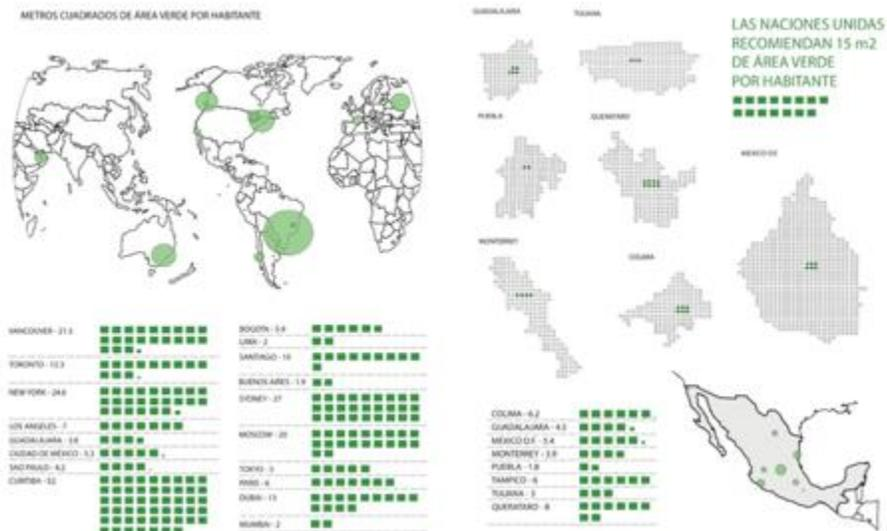 METROS CUADRADOS DE ÁREA VERDE POR HABITANTE
VANCOUVER - 21.5
TORONTO - 12.3
NEW YORK - 24.6
LOS ANGELES - 7
GUADALAJARA - 3.8
CIUDAD DE MÉXICO - 5.3
SAO PAULO - 4.2
CURITIBA - 52
BOGOTA - 5.9
LIMA - 2
SANTIAGO - 10
BUENOS AIRES - 1.9
SYDNEY - 27
MOSCOW - 20
TOKYO - 5
PARIS - 6
DUBAI - 13
MUMBAI - 2
GUADALAJARA
TIJUANA
PUEBLA
QUERETARO
MONTERREY
COLIMA
MEXICO D.F.
LAS NACIONES UNIDAS
RECOMIENDAN 15 m2
DE ÁREA VERDE
POR HABITANTE
COLIMA - 6.2
GUADALAJARA - 4.5
MÉXICO D.F. - 5.4
MONTERREY - 3.9
PUEBLA - 1.8
TAMPICO - 6
TIJUANA - 3
QUERATARO - 8